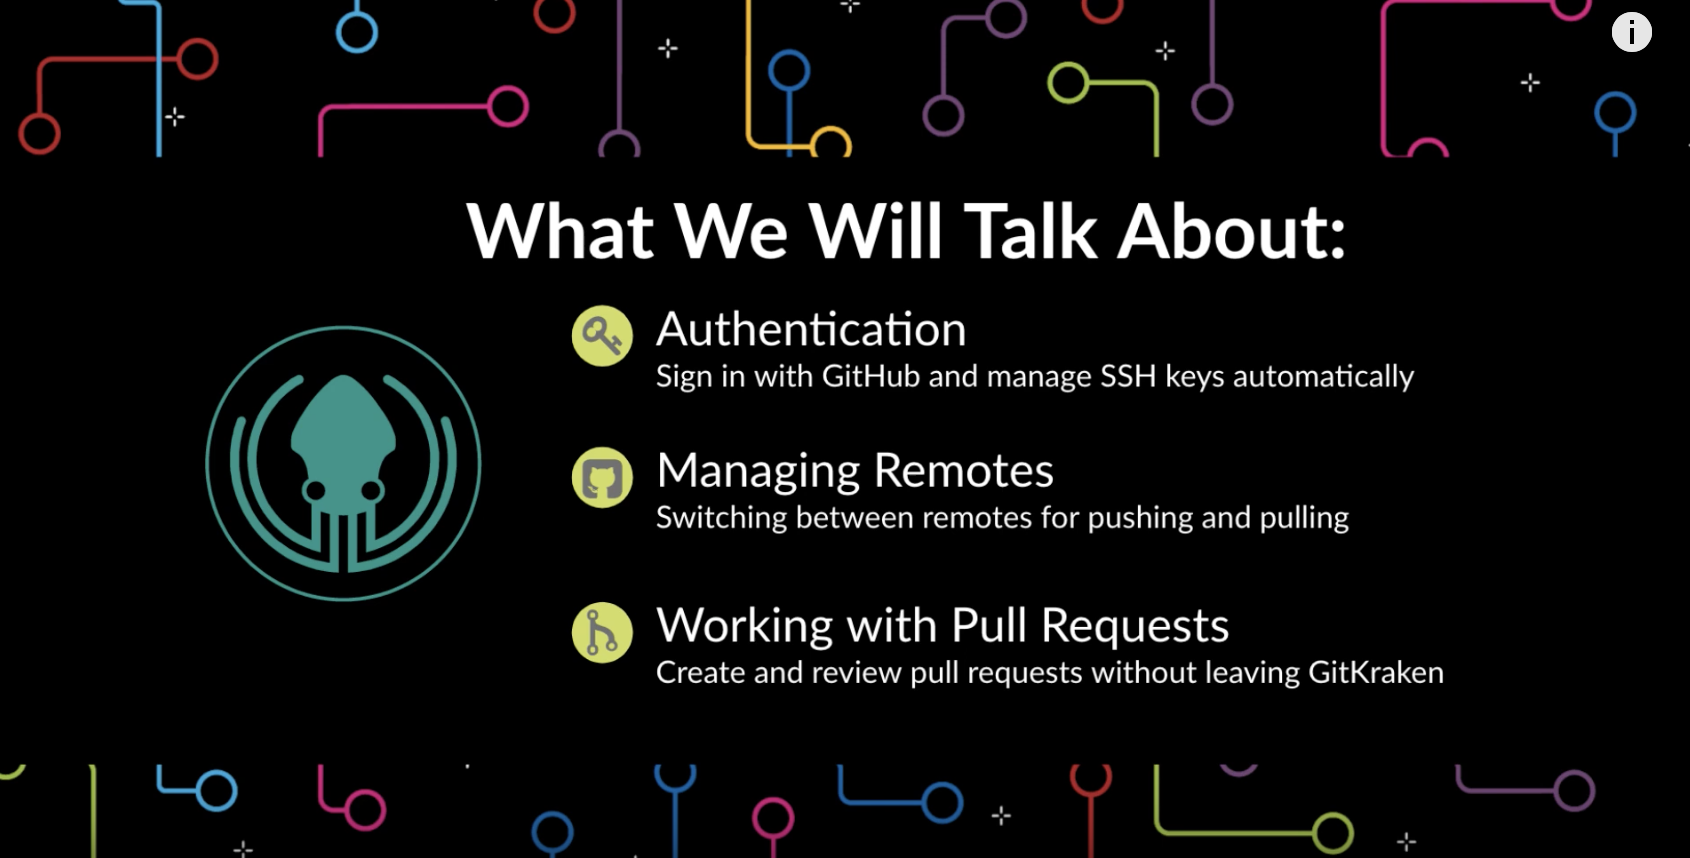 What We Will Talk About:
Authentication
Sign in with GitHub and manage SSH keys automatically
Managing Remotes
Switching between remotes for pushing and pulling
Working with Pull Requests
Create and review pull requests without leaving GitKraken